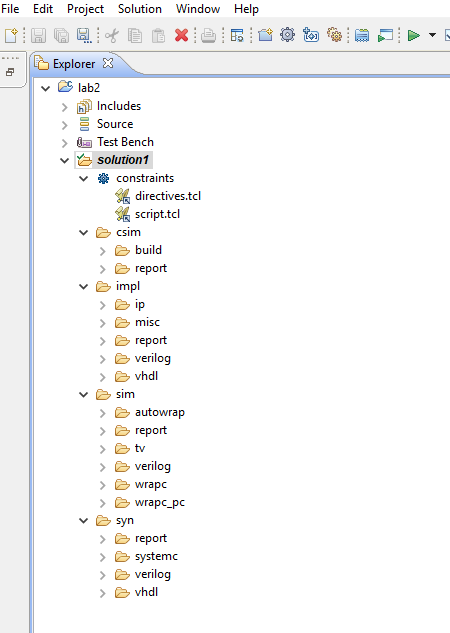 File Edit Project Solution Window Help
Explorer
lab2
Includes
Source
Test Bench
solution1
constraints
directives.tcl
script.tcl
csim
build
report
impl
ip
misc
report
verilog
vhdl
sim
autowrap
report
tv
verilog
wrapc
wrapc_pc
syn
report
systemc
verilog
vhdl